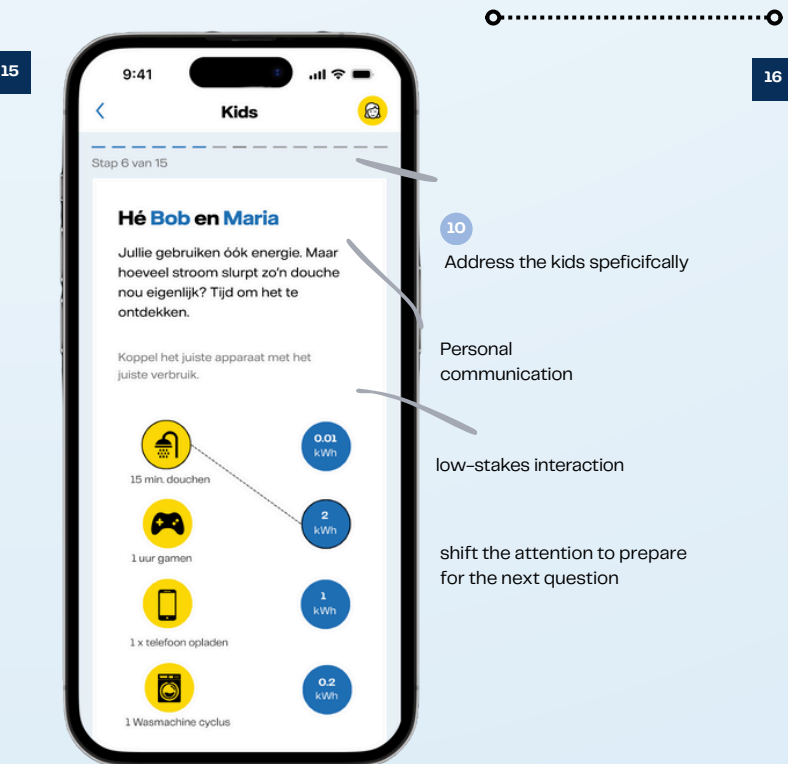 15
16
9:41
Kids
Stap 6 van 15
Hé Bob en Maria
Jullie gebruiken óók energie. Maar
hoeveel stroom slurpt zo'n douche
nou eigenlijk? Tijd om het te
ontdekken.
Koppel het juiste apparaat met het
juiste verbruik.
15 min. douchen
0.01
kWh
1 uur gamen
2
kWh
1 x telefoon opladen
1
kWh
1 Wasmachine cyclus
0.2
kWh
10
Address the kids speficifcally
Personal
communication
low-stakes interaction
shift the attention to prepare
for the next question